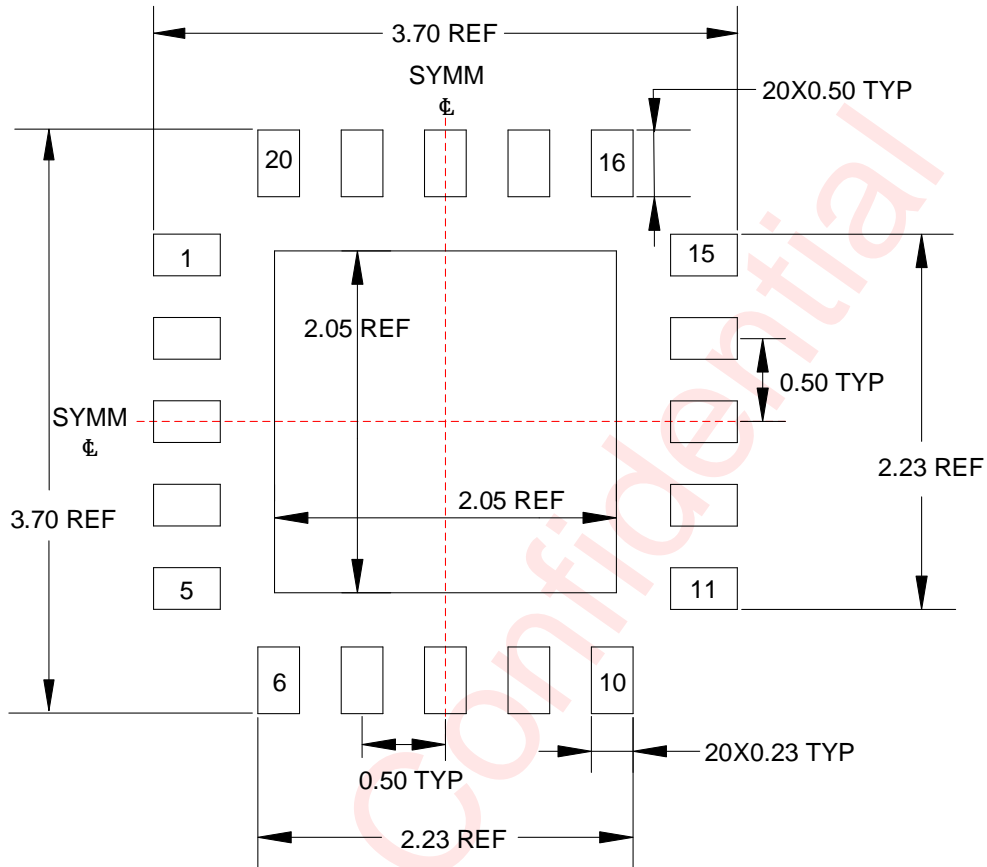 3.70 REF
SYMM
℄
20X0.50 TYP
20
16
1
15
2.05 REF
0.50 TYP
SYMM
℄
2.23 REF
2.05 REF
3.70 REF
5
11
6
10
20X0.23 TYP
0.50 TYP
2.23 REF
Confidential